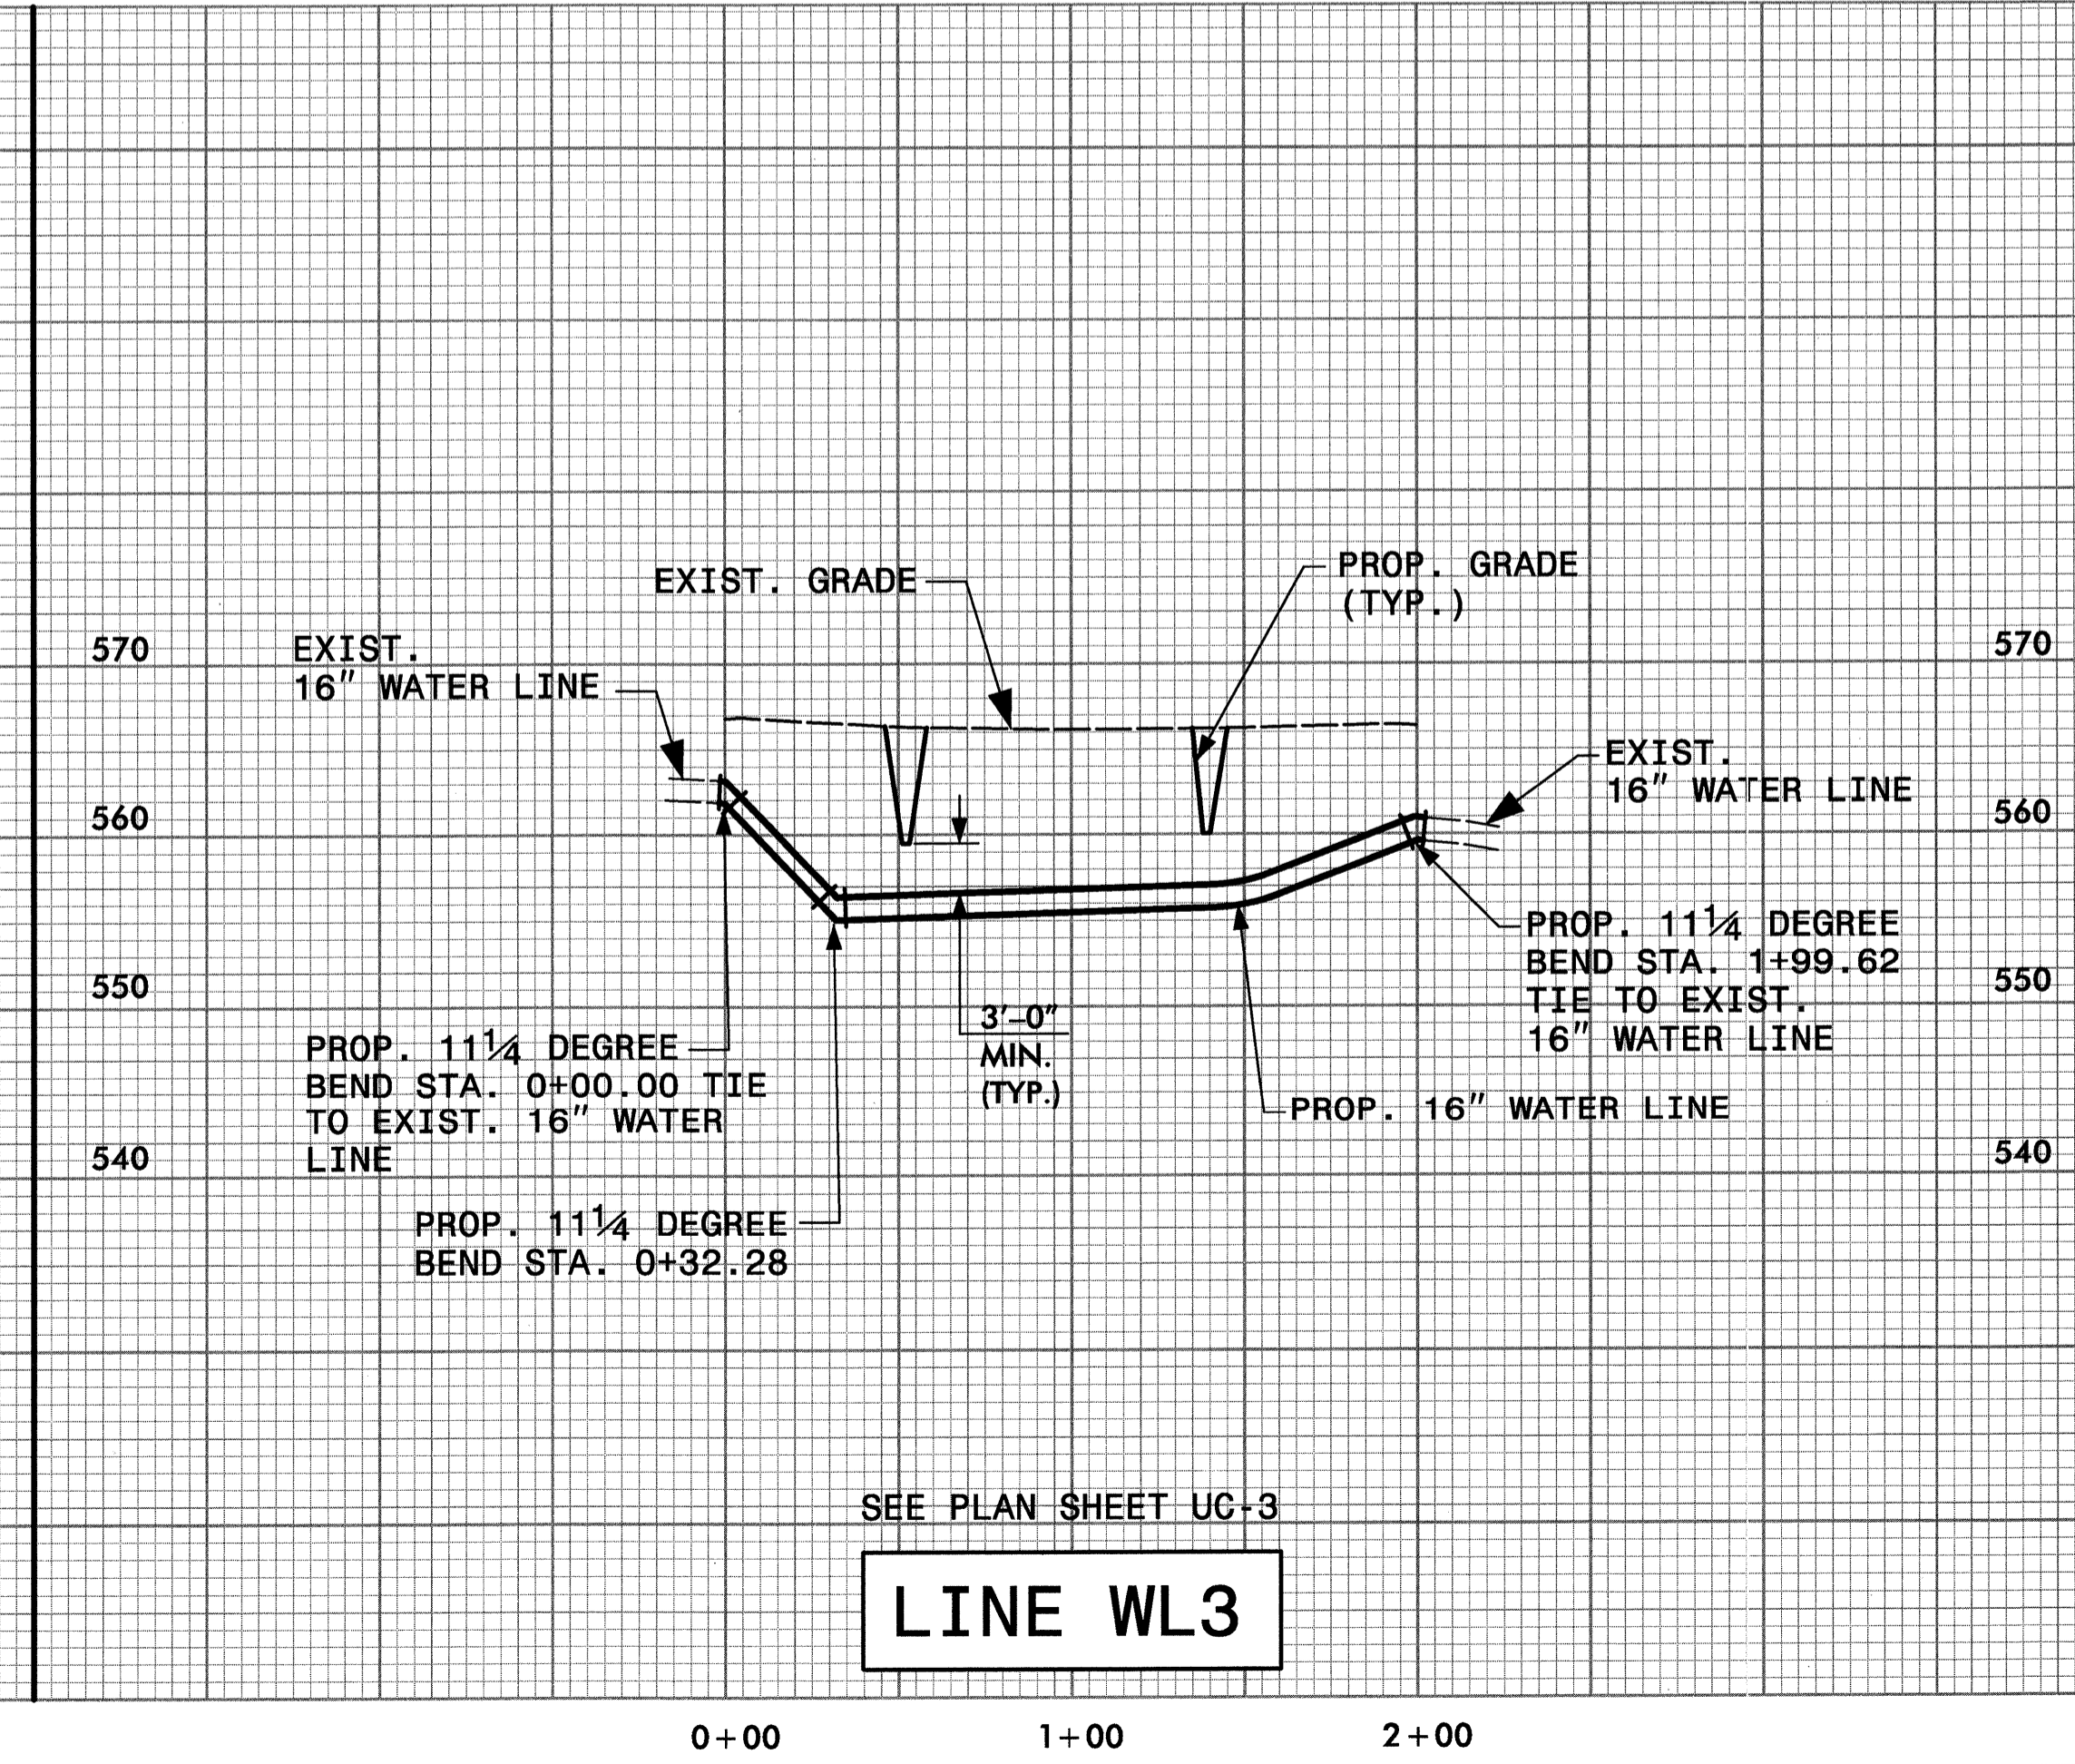 EXIST. GRADE
PROP. GRADE
(TYP.)
570
EXIST.
16" WATER LINE
570
EXIST.
16" WATER LINE
560
560
PROP. 11¼ DEGREE
BEND STA. 1+99.62
TIE TO EXIST.
16" WATER LINE
550
550
3'-0"
MIN.
(TYP.)
PROP. 11¼ DEGREE
BEND STA. 0+00.00 TIE
TO EXIST. 16" WATER
LINE
PROP. 16" WATER LINE
540
540
PROP. 11¼ DEGREE
BEND STA. 0+32.28
SEE PLAN SHEET UC-3
LINE WL3
0+00
1+00
2+00